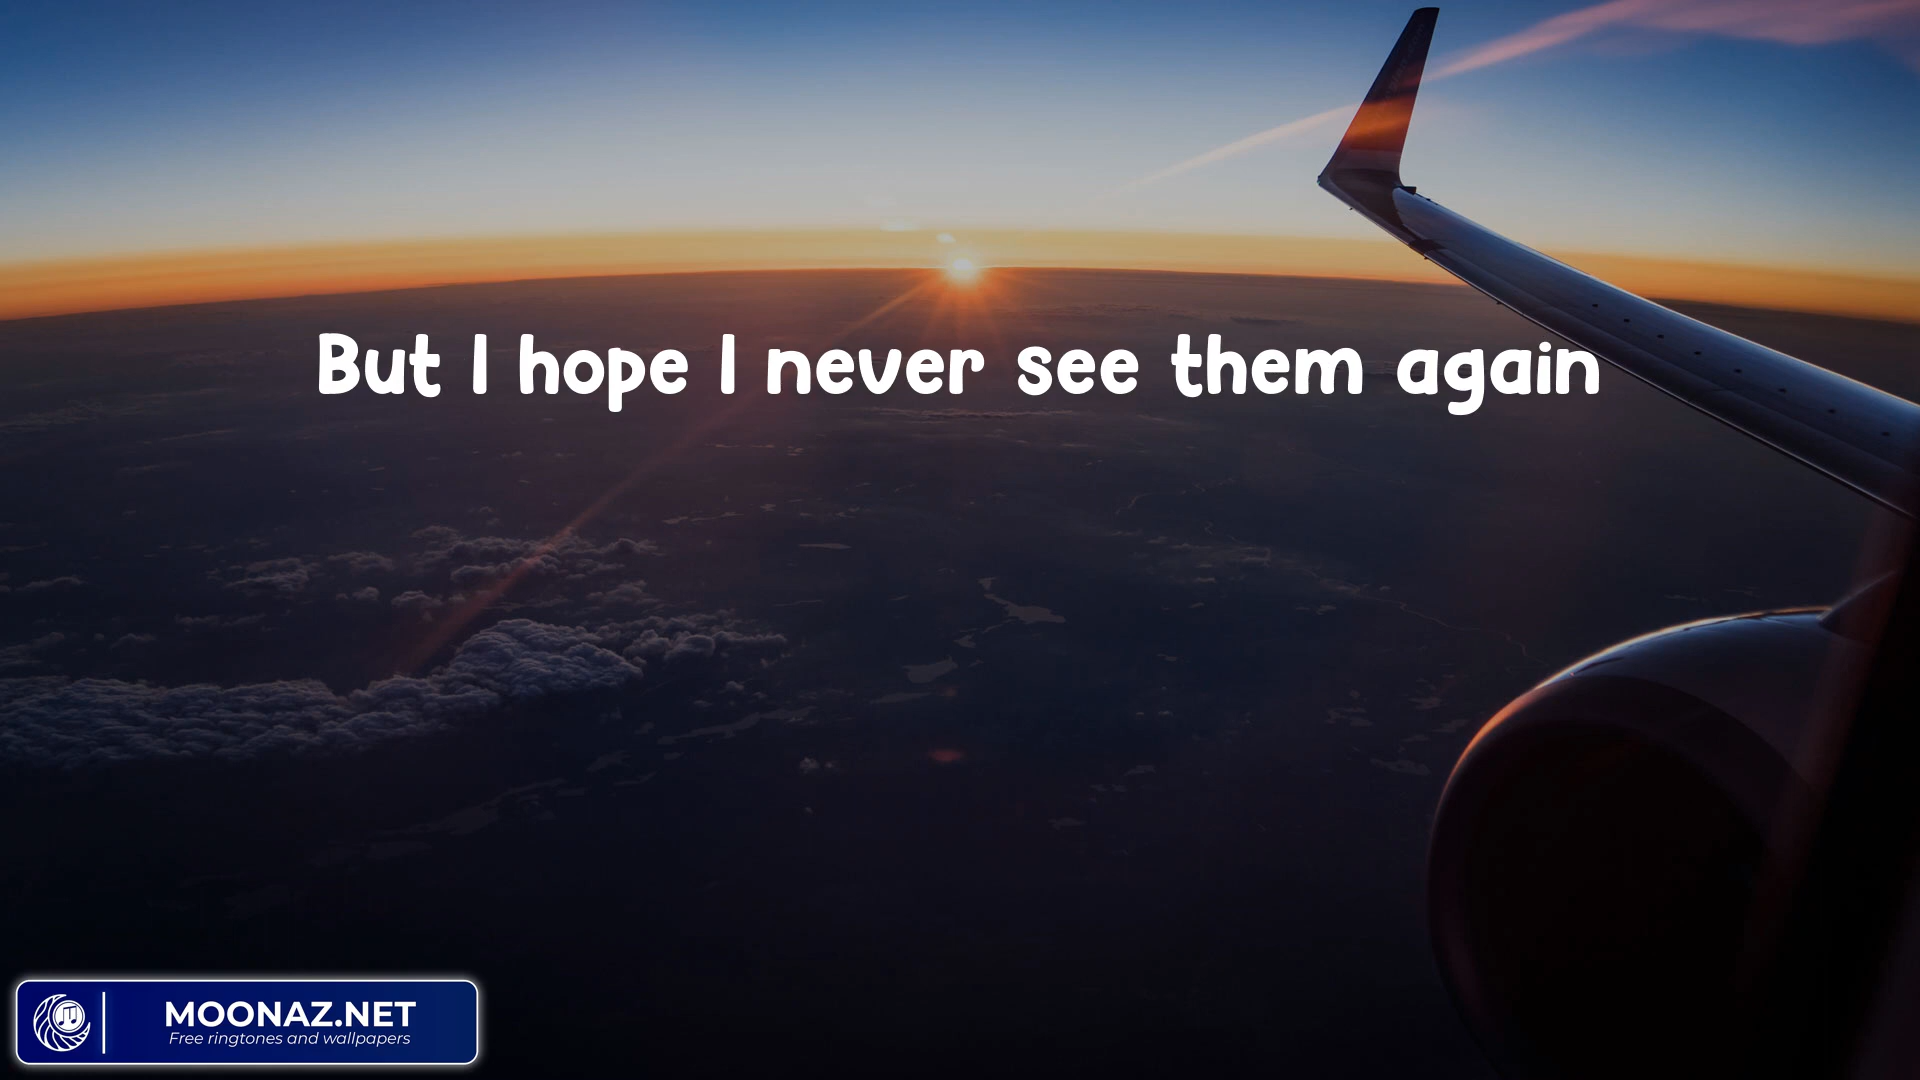 But I hope I never see them again
MOONAZ.NET
Free ringtones and wallpapers